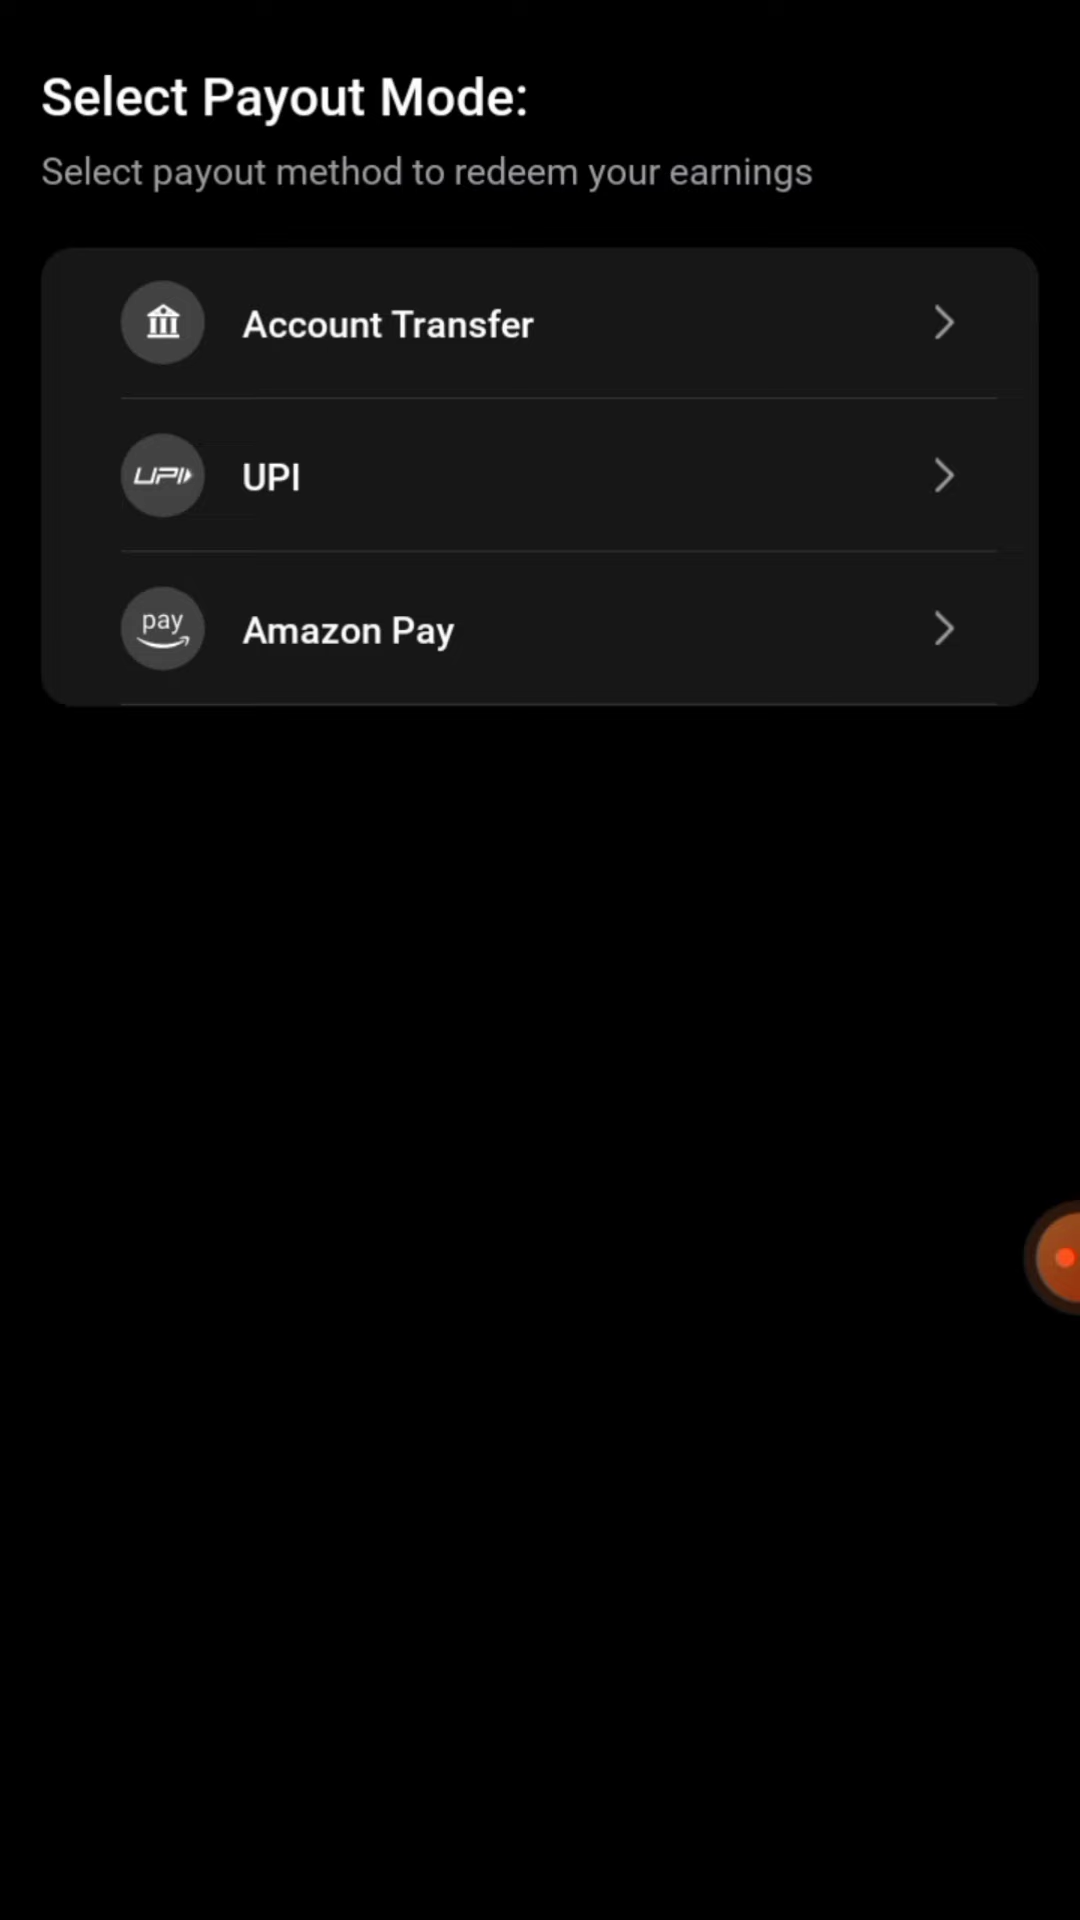 Select Payout Mode:
Select payout method to redeem your earnings
Account Transfer
UPI UPI
pay Amazon Pay